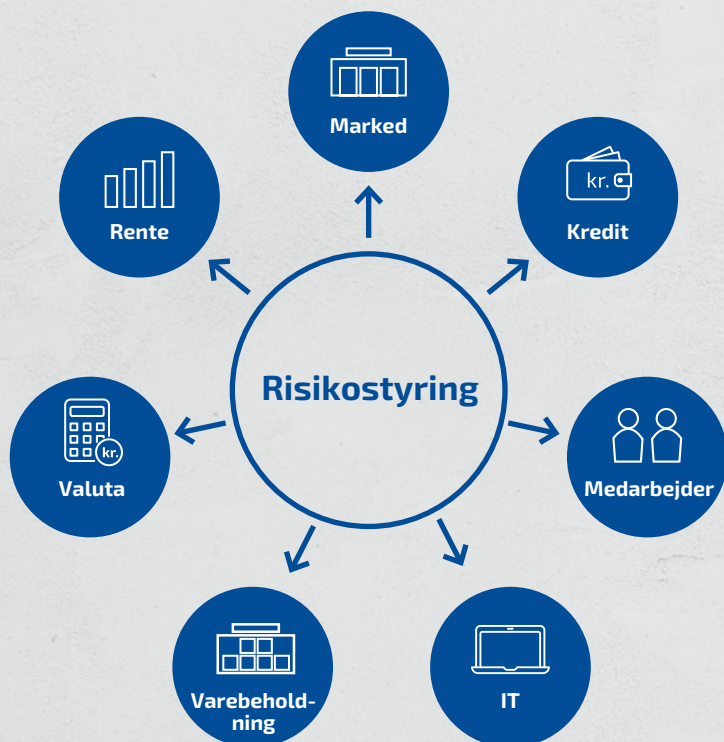 Marked
kr.
Kredit
Rente
Risikostyring
kr.
Valuta
Medarbejder
Varebehold-
ning
IT